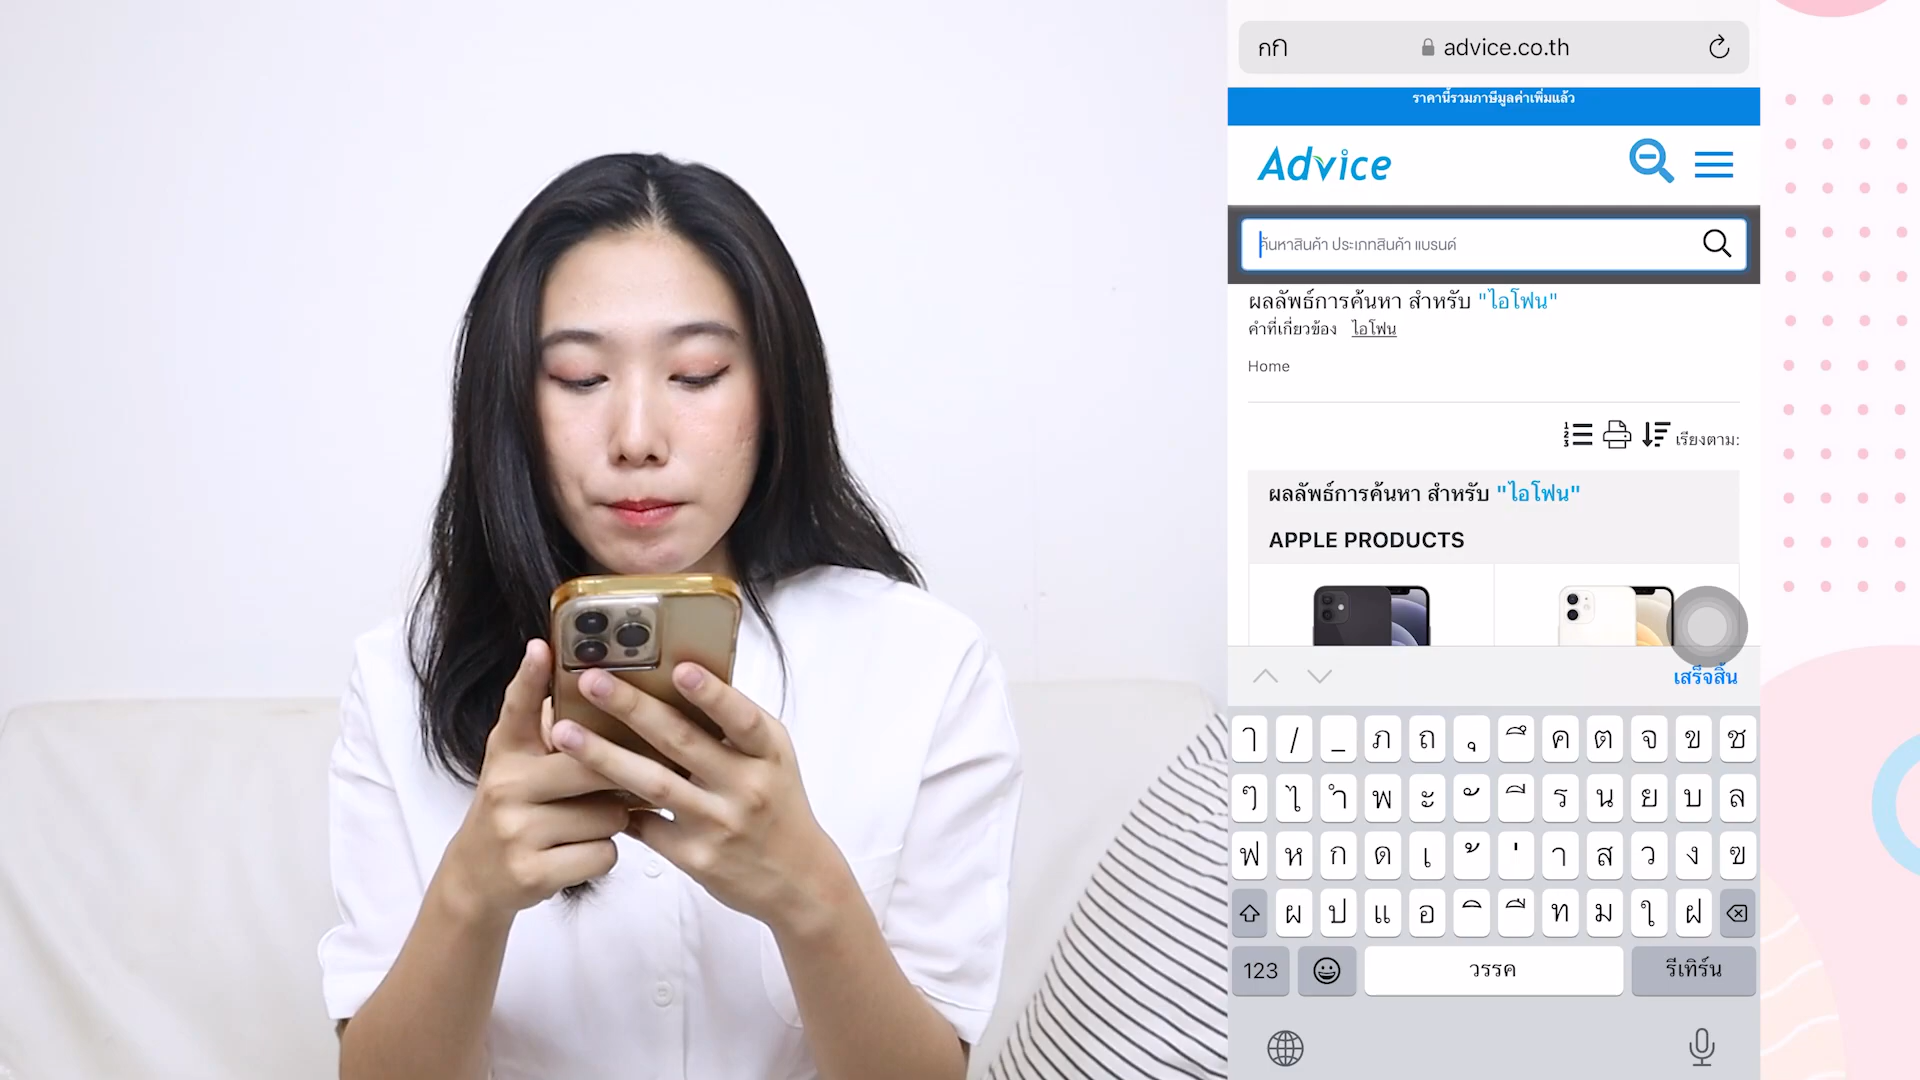 กก advice.co.th
ราคานี้รวมภาษีมูลค่าเพิ่มแล้ว
Advice
ค้นหาสินค้า ประเภทสินค้า แบรนด์
ผลลัพธ์การค้นหา สำหรับ "ไอโฟน"
คำที่เกี่ยวข้อง ไอโฟน
Home
เรียงตาม:
ผลลัพธ์การค้นหา สำหรับ "ไอโฟน"
APPLE PRODUCTS
เสร็จสิ้น
ๅ / _ ภ ถ ุ ึ ค ต จ ข ช
ๆ ไ ำ พ ะ ั ี ร น ย บ ล
ฟ ห ก ด เ ้ ่ า ส ว ง ฃ
ผ ป แ อ ิ ื ท ม ใ ฝ
123 วรรค รีเทิร์น